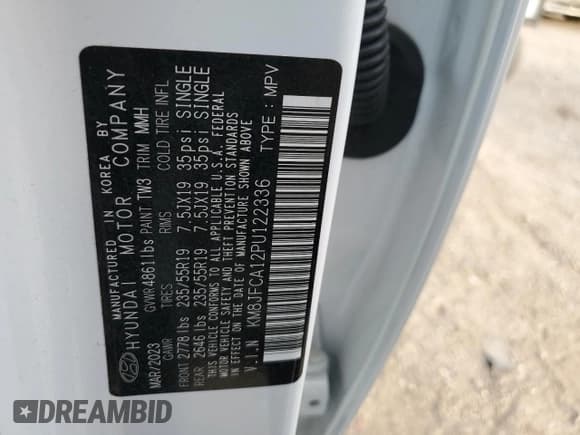 MANUFACTURED IN KOREA BY
HYUNDAI MOTOR COMPANY
MAR/2023 GVWR 4861 lbs PAINT TW3 TRIM MMH
GAWR TIRES RIMS COLD TIRE INFL
FRONT 2778 lbs 235/55R19 7.5JX19 35psi SINGLE
REAR 2646 lbs 235/55R19 7.5JX19 35psi SINGLE
THIS VEHICLE CONFORMS TO ALL APPLICABLE U.S.A. FEDERAL
MOTOR VEHICLE SAFETY AND THEFT PREVENTION STANDARDS
IN EFFECT ON THE DATE OF MANUFACTURE SHOWN ABOVE
V.I.N KM8JFCA12PU122336 TYPE : MPV
DREAMBID